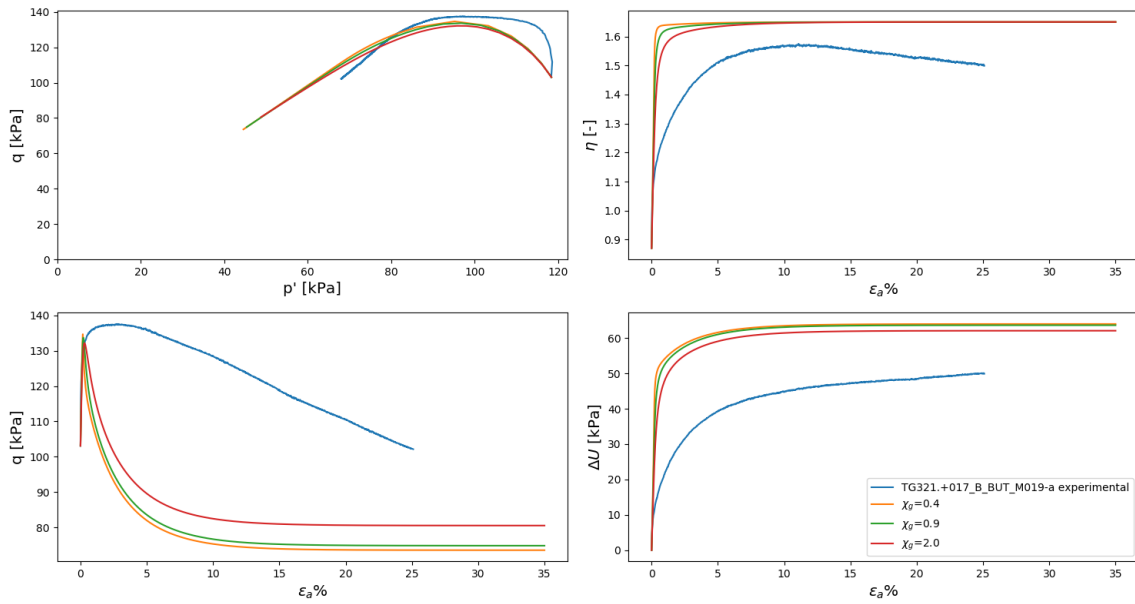 140
120
100
80
60
40
20
0
q [kPa]
0 20 40 60 80 100 120
p' [kPa]
1.6
1.5
1.4
1.3
1.2
1.1
1.0
0.9
η [-]
0 5 10 15 20 25 30 35
εₐ%
140
130
120
110
100
90
80
q [kPa]
0 5 10 15 20 25 30 35
εₐ%
60
50
40
30
20
10
0
ΔU [kPa]
TG321.+017_B_BUT_M019-a experimental
χg=0.4
χg=0.9
χg=2.0
0 5 10 15 20 25 30 35
εₐ%